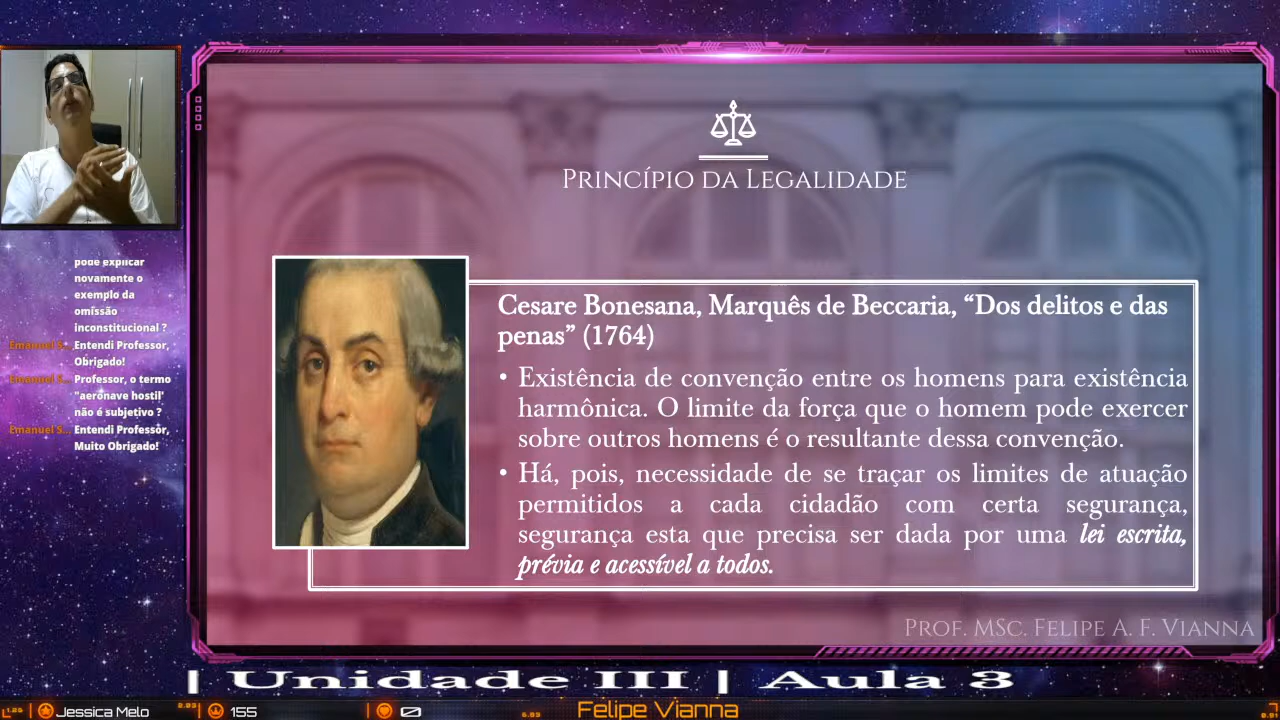 Princípio da Legalidade
Cesare Bonesana, Marquês de Beccaria, “Dos delitos e das
penas” (1764)
• Existência de convenção entre os homens para existência
harmônica. O limite da força que o homem pode exercer
sobre outros homens é o resultante dessa convenção.
• Há, pois, necessidade de se traçar os limites de atuação
permitidos a cada cidadão com certa segurança,
segurança esta que precisa ser dada por uma lei escrita,
prévia e acessível a todos.
Prof. MSc. Felipe A. F. Vianna
pode explicar
novamente o
exemplo da
omissão
inconstitucional ?
Emanuel S... Entendi Professor,
Obrigado!
Emanuel S... Professor, o termo
"aeronave hostil"
não é subjetivo ?
Emanuel S... Entendi Professor,
Muito Obrigado!
| Unidade III | Aula 3
Jessica Melo
155
0
Felipe Vianna